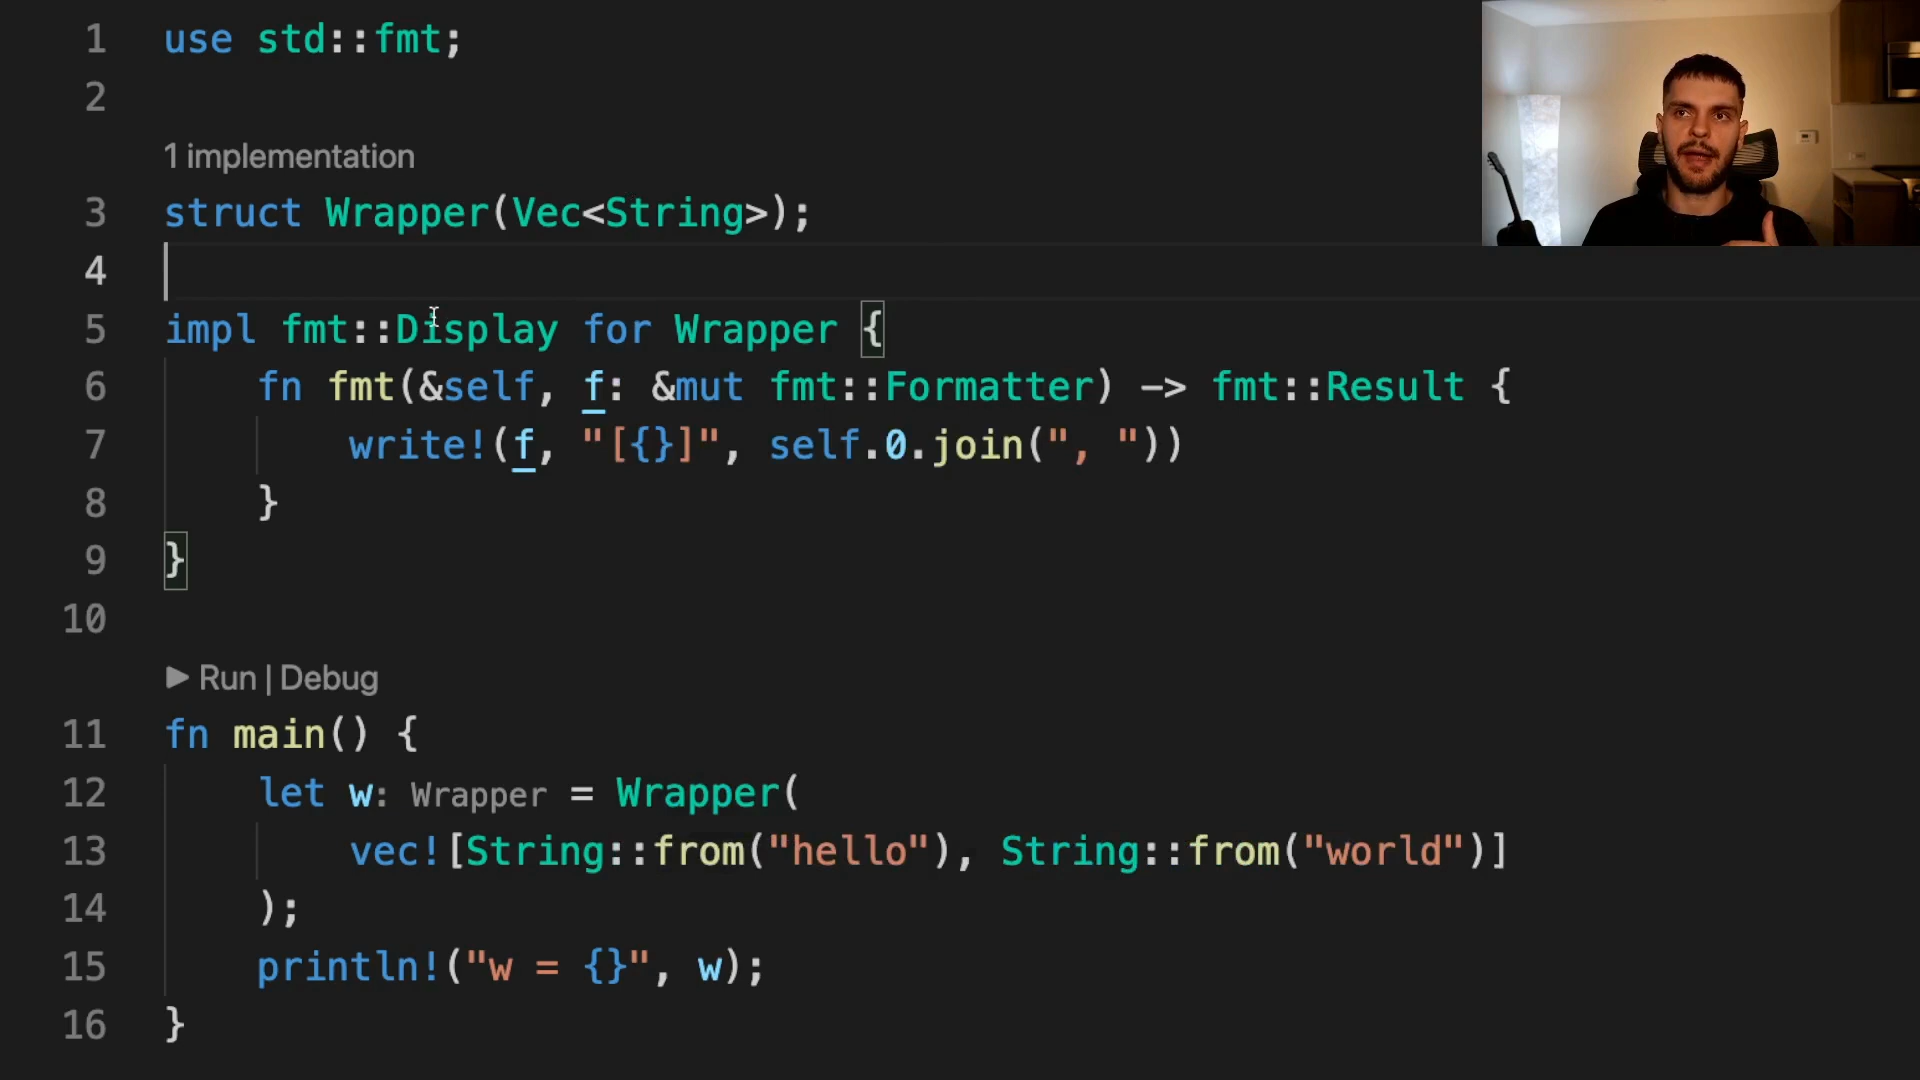 1 use std::fmt;
2
1 implementation
3 struct Wrapper(Vec<String>);
4
5 impl fmt::Display for Wrapper {
6     fn fmt(&self, f: &mut fmt::Formatter) -> fmt::Result {
7         write!(f, "[{}]", self.0.join(", "))
8     }
9 }
10
▶ Run | Debug
11 fn main() {
12     let w: Wrapper = Wrapper(
13         vec![String::from("hello"), String::from("world")]
14     );
15     println!("w = {}", w);
16 }